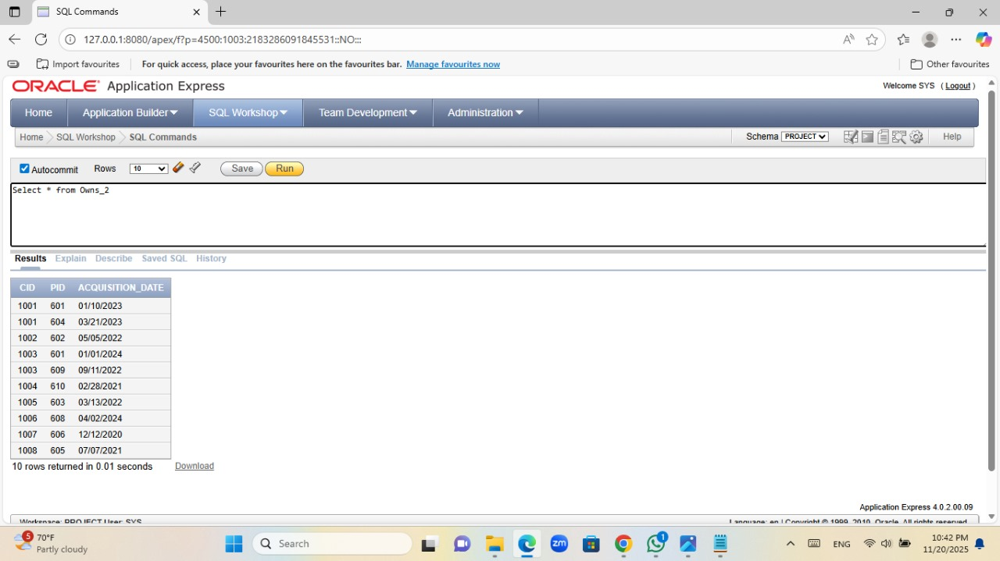 SQL Commands
127.0.0.1:8080/apex/f?p=4500:1003:2183286091845531::NO:::
Import favourites For quick access, place your favourites here on the favourites bar. Manage favourites now Other favourites
ORACLE Application Express Welcome SYS ( Logout )
Home Application Builder SQL Workshop Team Development Administration
Home SQL Workshop SQL Commands Schema PROJECT Help
Autocommit Rows 10 Save Run
Select * from Owns_2
Results Explain Describe Saved SQL History
CID PID ACQUISITION_DATE
1001 601 01/10/2023
1001 604 03/21/2023
1002 602 05/05/2022
1003 601 01/01/2024
1003 609 09/11/2022
1004 610 02/28/2021
1005 603 03/13/2022
1006 608 04/02/2024
1007 606 12/12/2020
1008 605 07/07/2021
10 rows returned in 0.01 seconds Download
Application Express 4.0.2.00.09
Workspace: PROJECT User: SYS Language: en | Copyright © 1999, 2010, Oracle. All rights reserved.
5 70°F
Partly cloudy
Search
zm
1
ENG
10:42 PM
11/20/2025